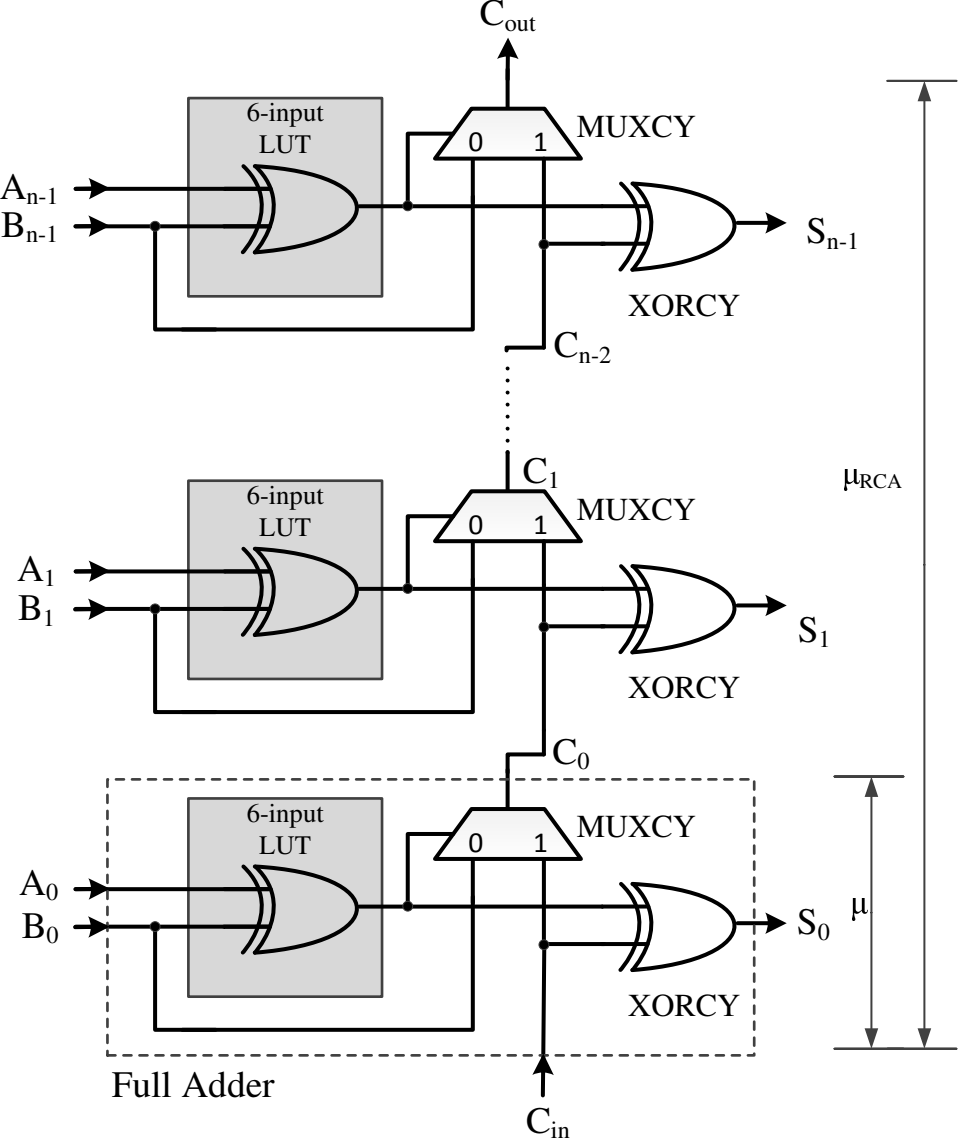 C_out
6-input
LUT
0 1
MUXCY
A_n-1
B_n-1
S_n-1
XORCY
C_n-2
C_1
6-input
LUT
0 1
MUXCY
μ_RCA
A_1
B_1
S_1
XORCY
C_0
6-input
LUT
0 1
MUXCY
A_0
B_0
S_0
μ
XORCY
Full Adder
C_in